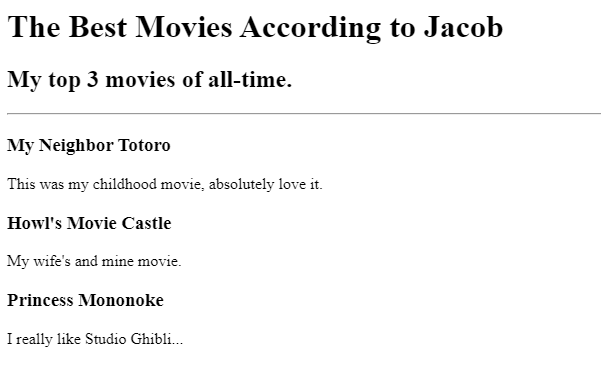 The Best Movies According to Jacob
My top 3 movies of all-time.
My Neighbor Totoro
This was my childhood movie, absolutely love it.
Howl's Movie Castle
My wife's and mine movie.
Princess Mononoke
I really like Studio Ghibli...